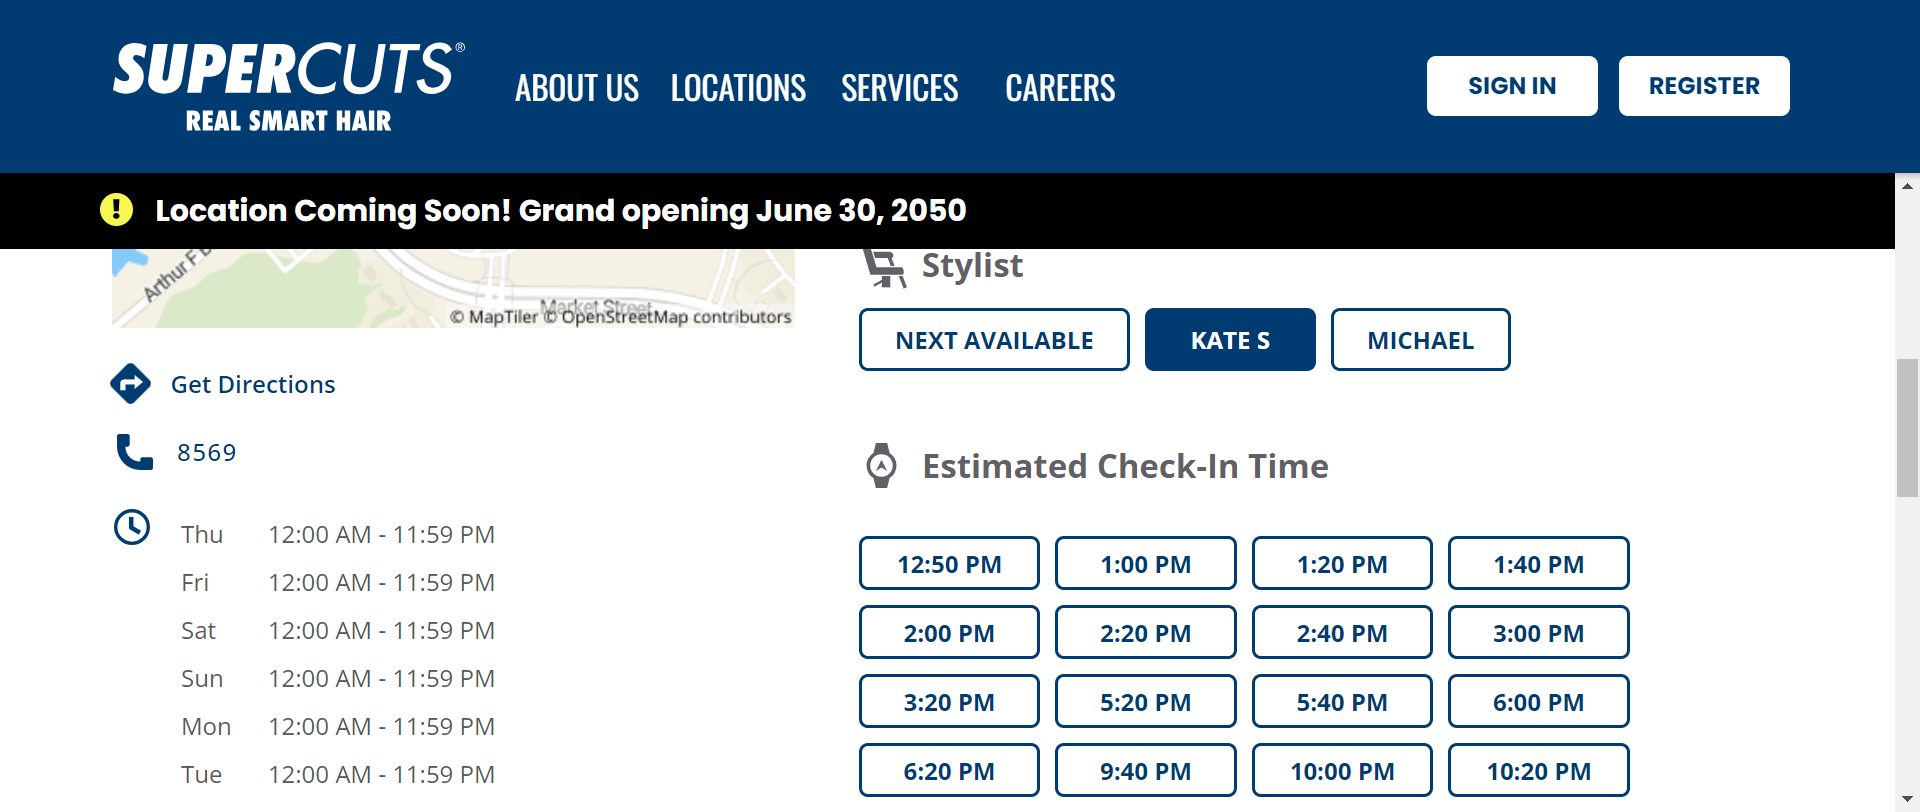 SUPERCUTS®
REAL SMART HAIR
ABOUT US
LOCATIONS
SERVICES
CAREERS
SIGN IN
REGISTER
Location Coming Soon! Grand opening June 30, 2050
Arthur F
Market Street
© MapTiler © OpenStreetMap contributors
Get Directions
8569
Thu 12:00 AM - 11:59 PM
Fri 12:00 AM - 11:59 PM
Sat 12:00 AM - 11:59 PM
Sun 12:00 AM - 11:59 PM
Mon 12:00 AM - 11:59 PM
Tue 12:00 AM - 11:59 PM
Stylist
NEXT AVAILABLE
KATE S
MICHAEL
Estimated Check-In Time
12:50 PM 1:00 PM 1:20 PM 1:40 PM
2:00 PM 2:20 PM 2:40 PM 3:00 PM
3:20 PM 5:20 PM 5:40 PM 6:00 PM
6:20 PM 9:40 PM 10:00 PM 10:20 PM